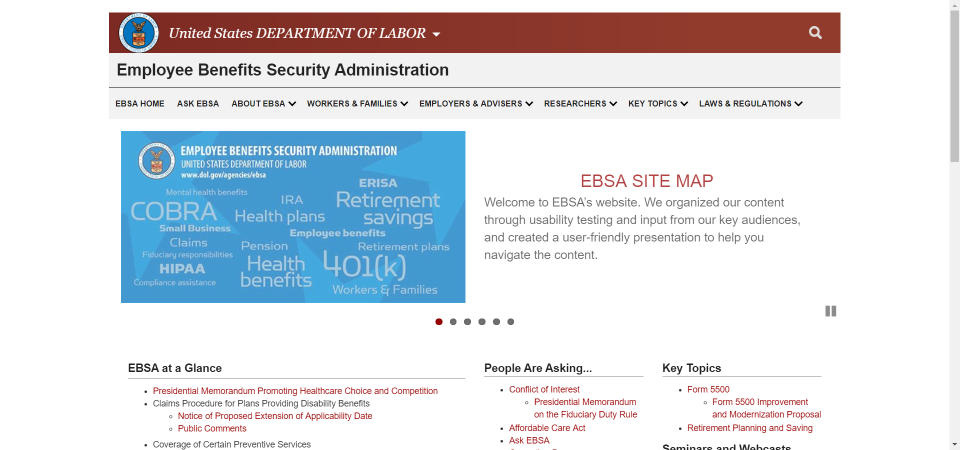 United States DEPARTMENT OF LABOR
Employee Benefits Security Administration
EBSA HOME ASK EBSA ABOUT EBSA WORKERS & FAMILIES EMPLOYERS & ADVISERS RESEARCHERS KEY TOPICS LAWS & REGULATIONS
EMPLOYEE BENEFITS SECURITY ADMINISTRATION
UNITED STATES DEPARTMENT OF LABOR
www.dol.gov/agencies/ebsa
Mental health benefits
ERISA
IRA
Retirement savings
COBRA
Health plans
Small Business
Employee benefits
Claims
Pension
Retirement plans
Fiduciary responsibilities
HIPAA
Health benefits
401(k)
Compliance assistance
Workers & Families
EBSA SITE MAP
Welcome to EBSA's website. We organized our content
through usability testing and input from our key audiences,
and created a user-friendly presentation to help you
navigate the content.
EBSA at a Glance
Presidential Memorandum Promoting Healthcare Choice and Competition
Claims Procedure for Plans Providing Disability Benefits
Notice of Proposed Extension of Applicability Date
Public Comments
Coverage of Certain Preventive Services
People Are Asking...
Conflict of Interest
Presidential Memorandum
on the Fiduciary Duty Rule
Affordable Care Act
Ask EBSA
Key Topics
Form 5500
Form 5500 Improvement
and Modernization Proposal
Retirement Planning and Saving
Seminars and Webcasts